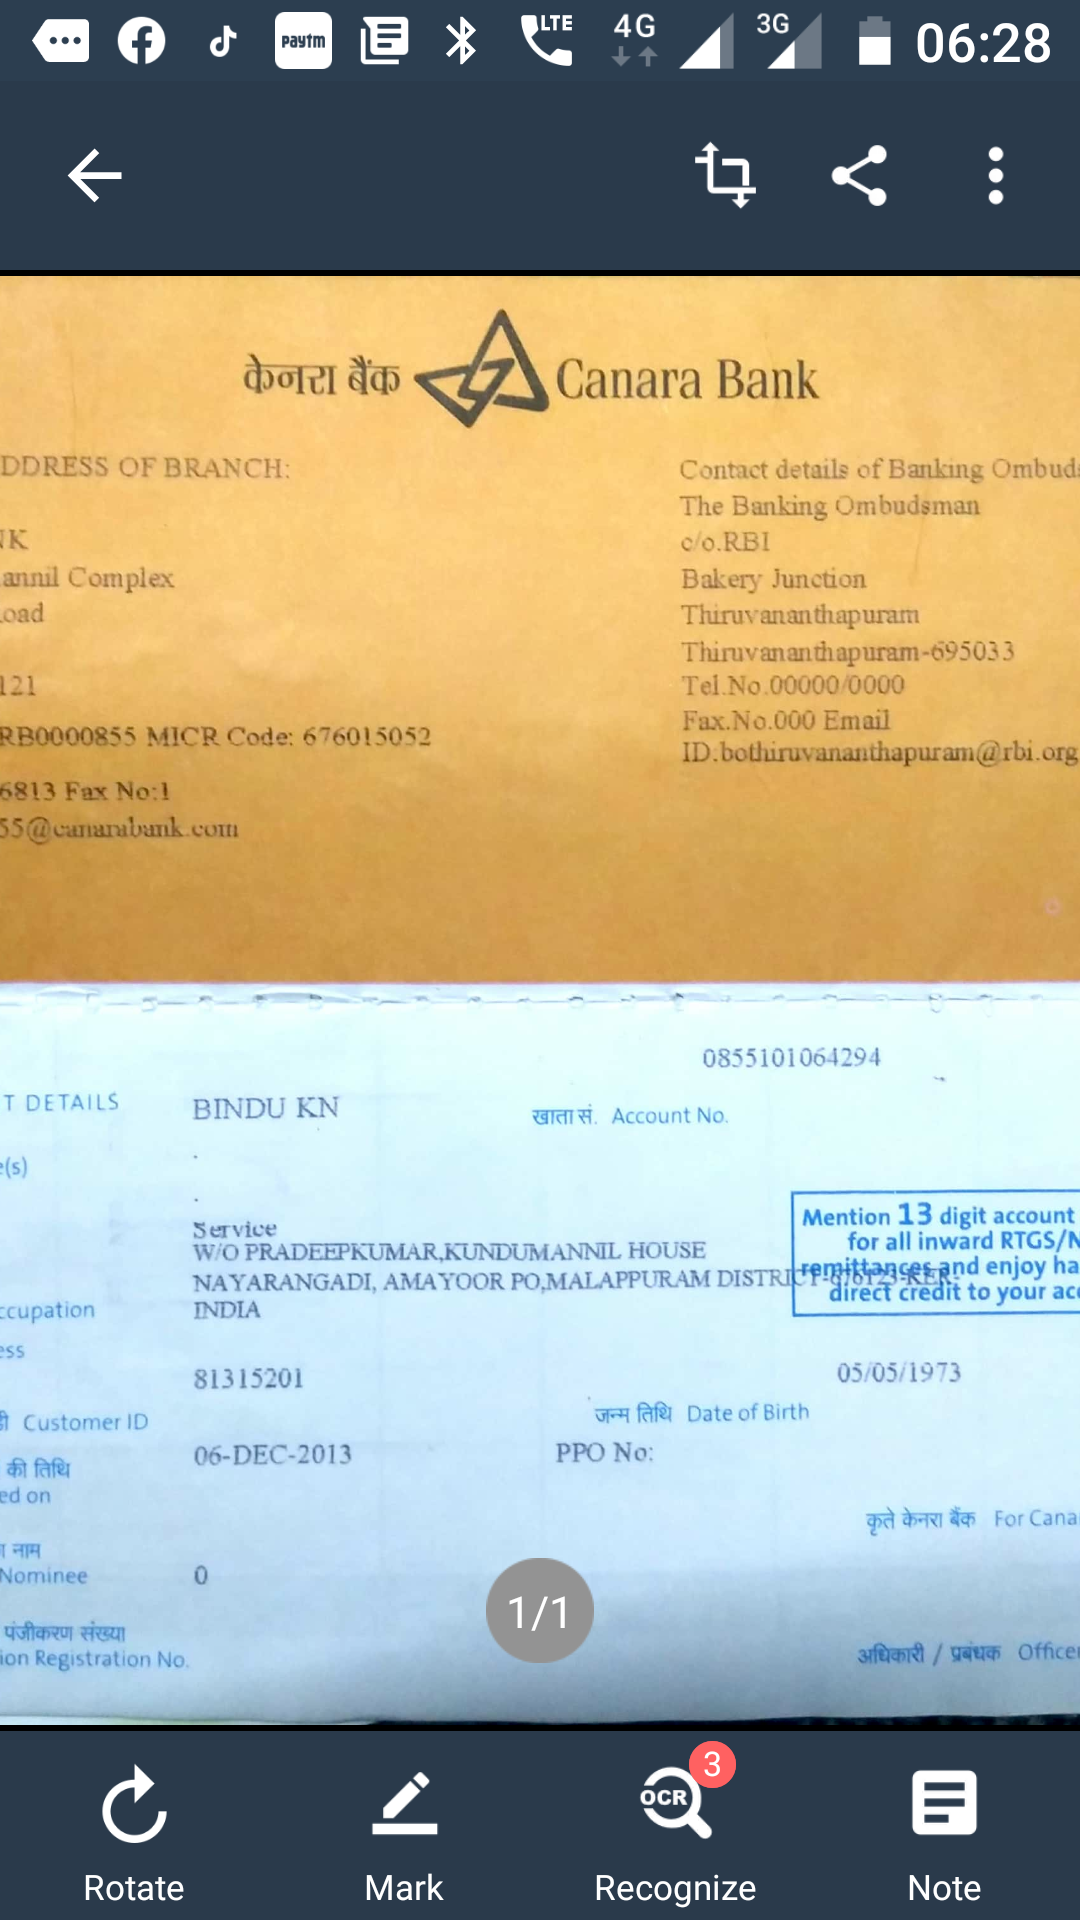 LTE 4G 3G 06:28
paytm
केनरा बैंक Canara Bank
DDRESS OF BRANCH:
NK
annil Complex
oad
121
RB0000855 MICR Code: 676015052
6813 Fax No:1
55@canarabank.com
Contact details of Banking Ombuds
The Banking Ombudsman
c/o.RBI
Bakery Junction
Thiruvananthapuram
Thiruvananthapuram-695033
Tel.No.00000/0000
Fax.No.000 Email
ID:bothiruvananthapuram@rbi.org
0855101064294
T DETAILS BINDU KN खाता सं. Account No.
e(s)
Service
W/O PRADEEPKUMAR,KUNDUMANNIL HOUSE
NAYARANGADI, AMAYOOR PO,MALAPPURAM DISTRICT-676123-KER-
INDIA
Mention 13 digit account
for all inward RTGS/N
remittances and enjoy ha
direct credit to your acc
ccupation
ess
81315201 05/05/1973
डी Customer ID जन्म तिथि Date of Birth
06-DEC-2013 PPO No:
की तिथि
ed on
कृते केनरा बैंक For Cana
ा नाम
Nominee 0
1/1
पंजीकरण संख्या
ion Registration No.
अधिकारी / प्रबंधक Officer
3
OCR
Rotate Mark Recognize Note